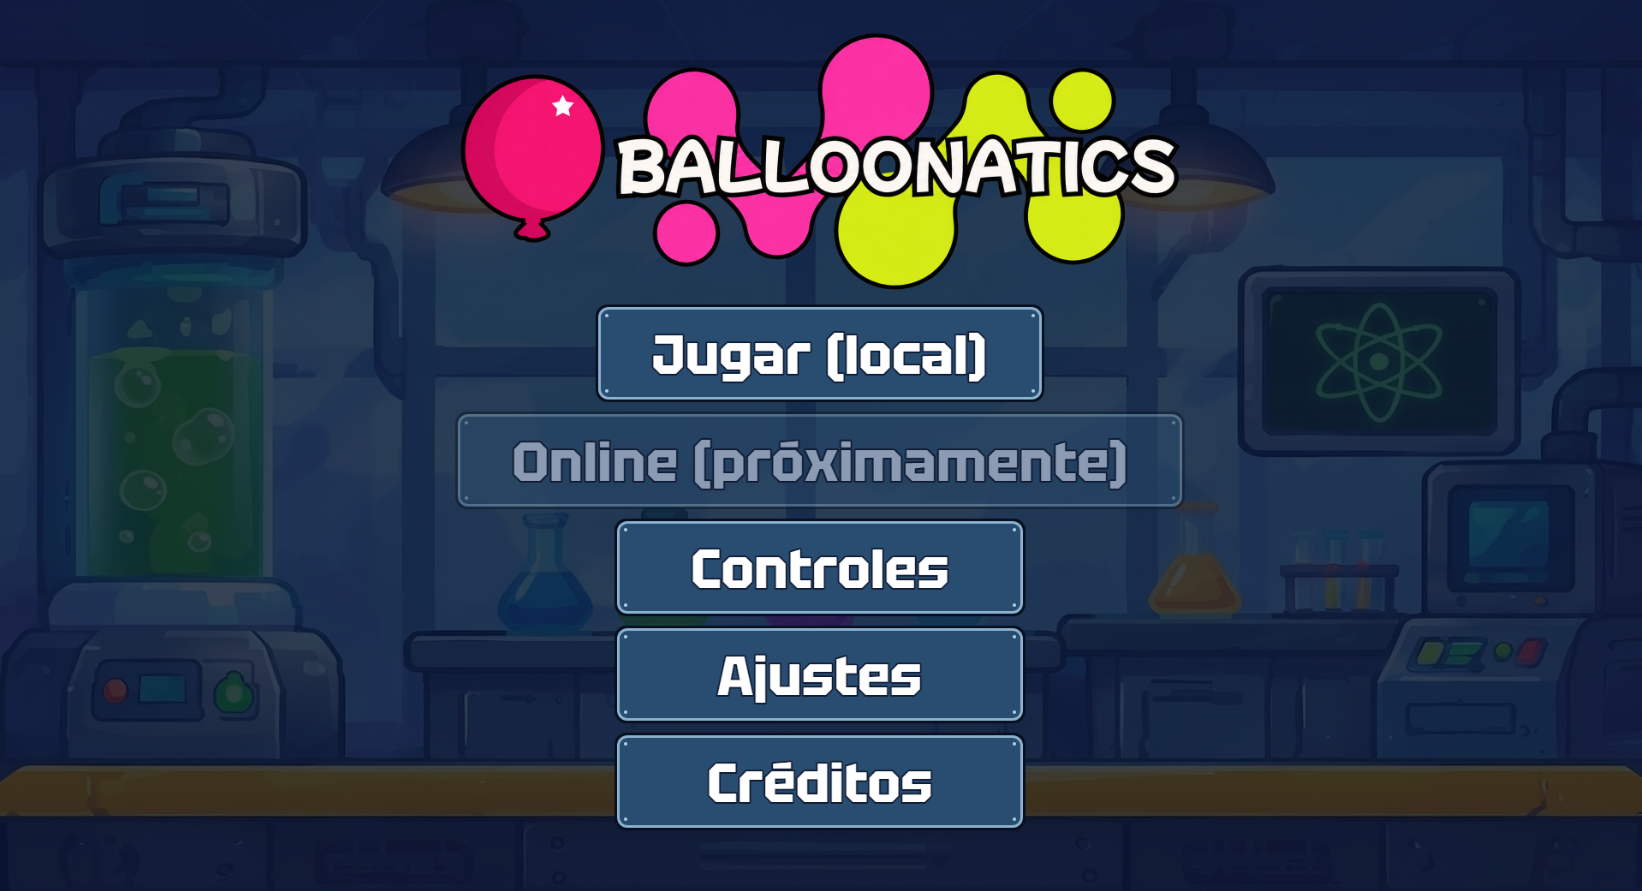 BALLOONATICS
Jugar (local)
Online (próximamente)
Controles
Ajustes
Créditos